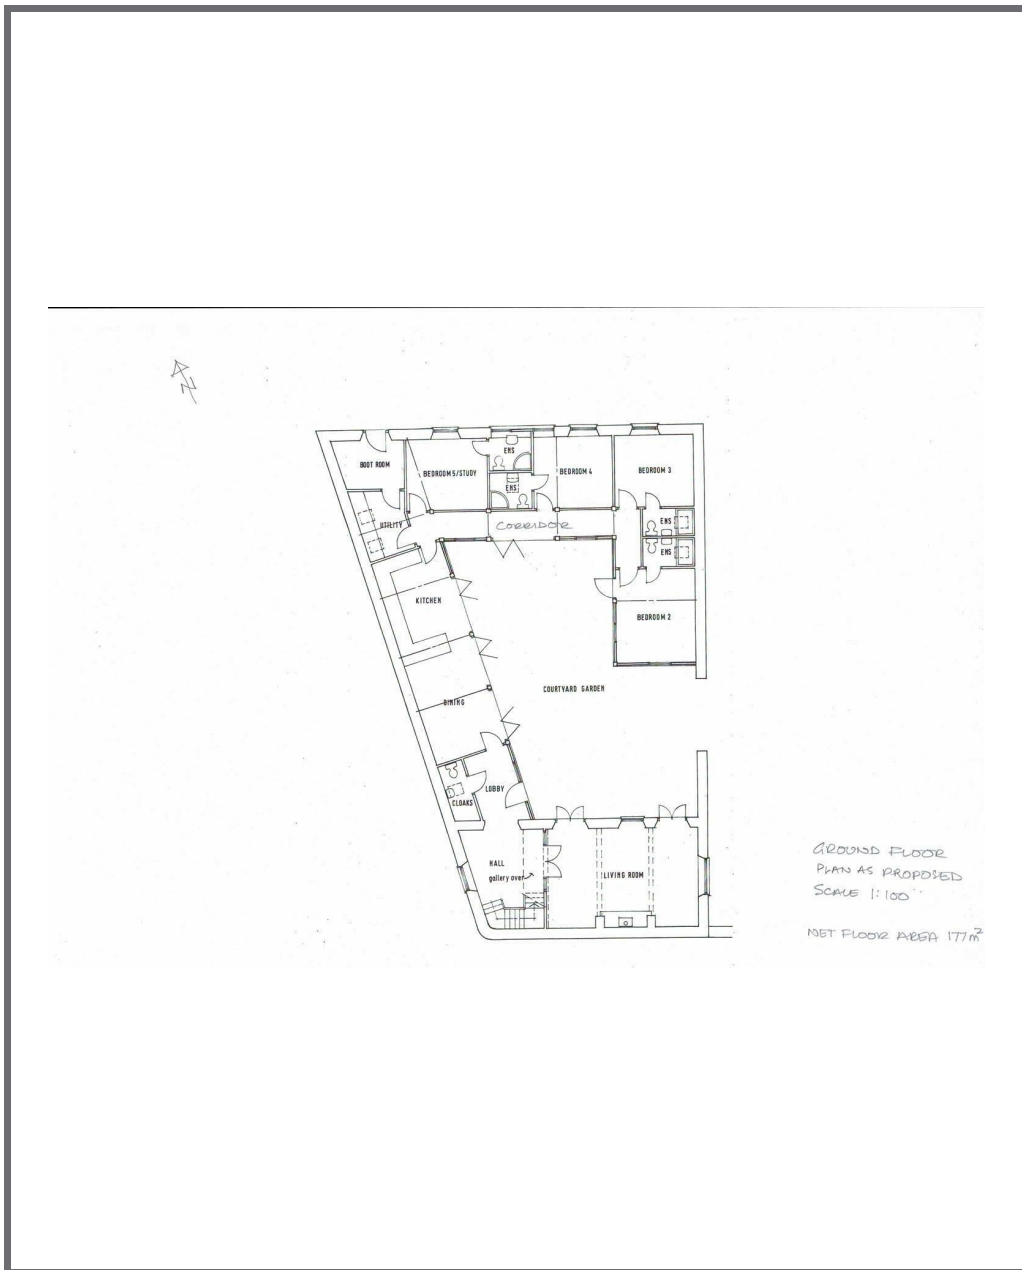 N
BOOT ROOM
BEDROOM 5/STUDY
ENS
ENS
BEDROOM 4
BEDROOM 3
UTILITY
CORRIDOR
ENS
ENS
KITCHEN
BEDROOM 2
COURTYARD GARDEN
DINING
LOBBY
CLOAKS
HALL
gallery over
LIVING ROOM
GROUND FLOOR
PLAN AS PROPOSED
SCALE 1:100
NET FLOOR AREA 177m²